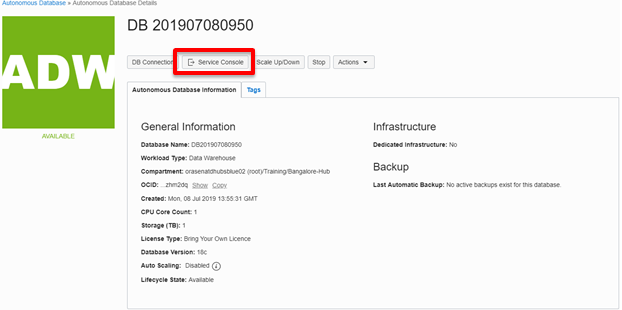 Autonomous Database » Autonomous Database Details
DB 201907080950
ADW
AVAILABLE
DB Connection Service Console Scale Up/Down Stop Actions
Autonomous Database Information Tags
General Information
Database Name: DB201907080950
Workload Type: Data Warehouse
Compartment: orasenatdhubsblue02 (root)/Training/Bangalore-Hub
OCID: ...zhm2dq Show Copy
Created: Mon, 08 Jul 2019 13:55:31 GMT
CPU Core Count: 1
Storage (TB): 1
License Type: Bring Your Own Licence
Database Version: 18c
Auto Scaling: Disabled i
Lifecycle State: Available
Infrastructure
Dedicated Infrastructure: No
Backup
Last Automatic Backup: No active backups exist for this database.